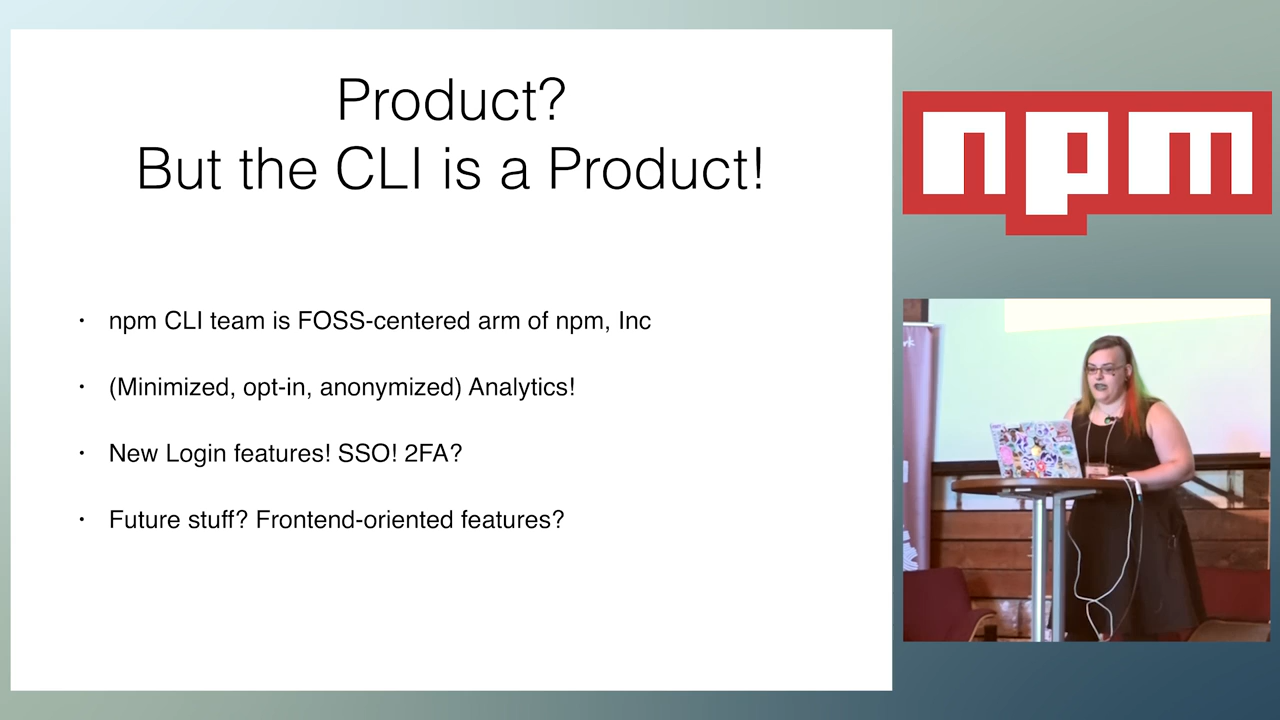 Product?
But the CLI is a Product!
• npm CLI team is FOSS-centered arm of npm, Inc
• (Minimized, opt-in, anonymized) Analytics!
• New Login features! SSO! 2FA?
• Future stuff? Frontend-oriented features?
npm